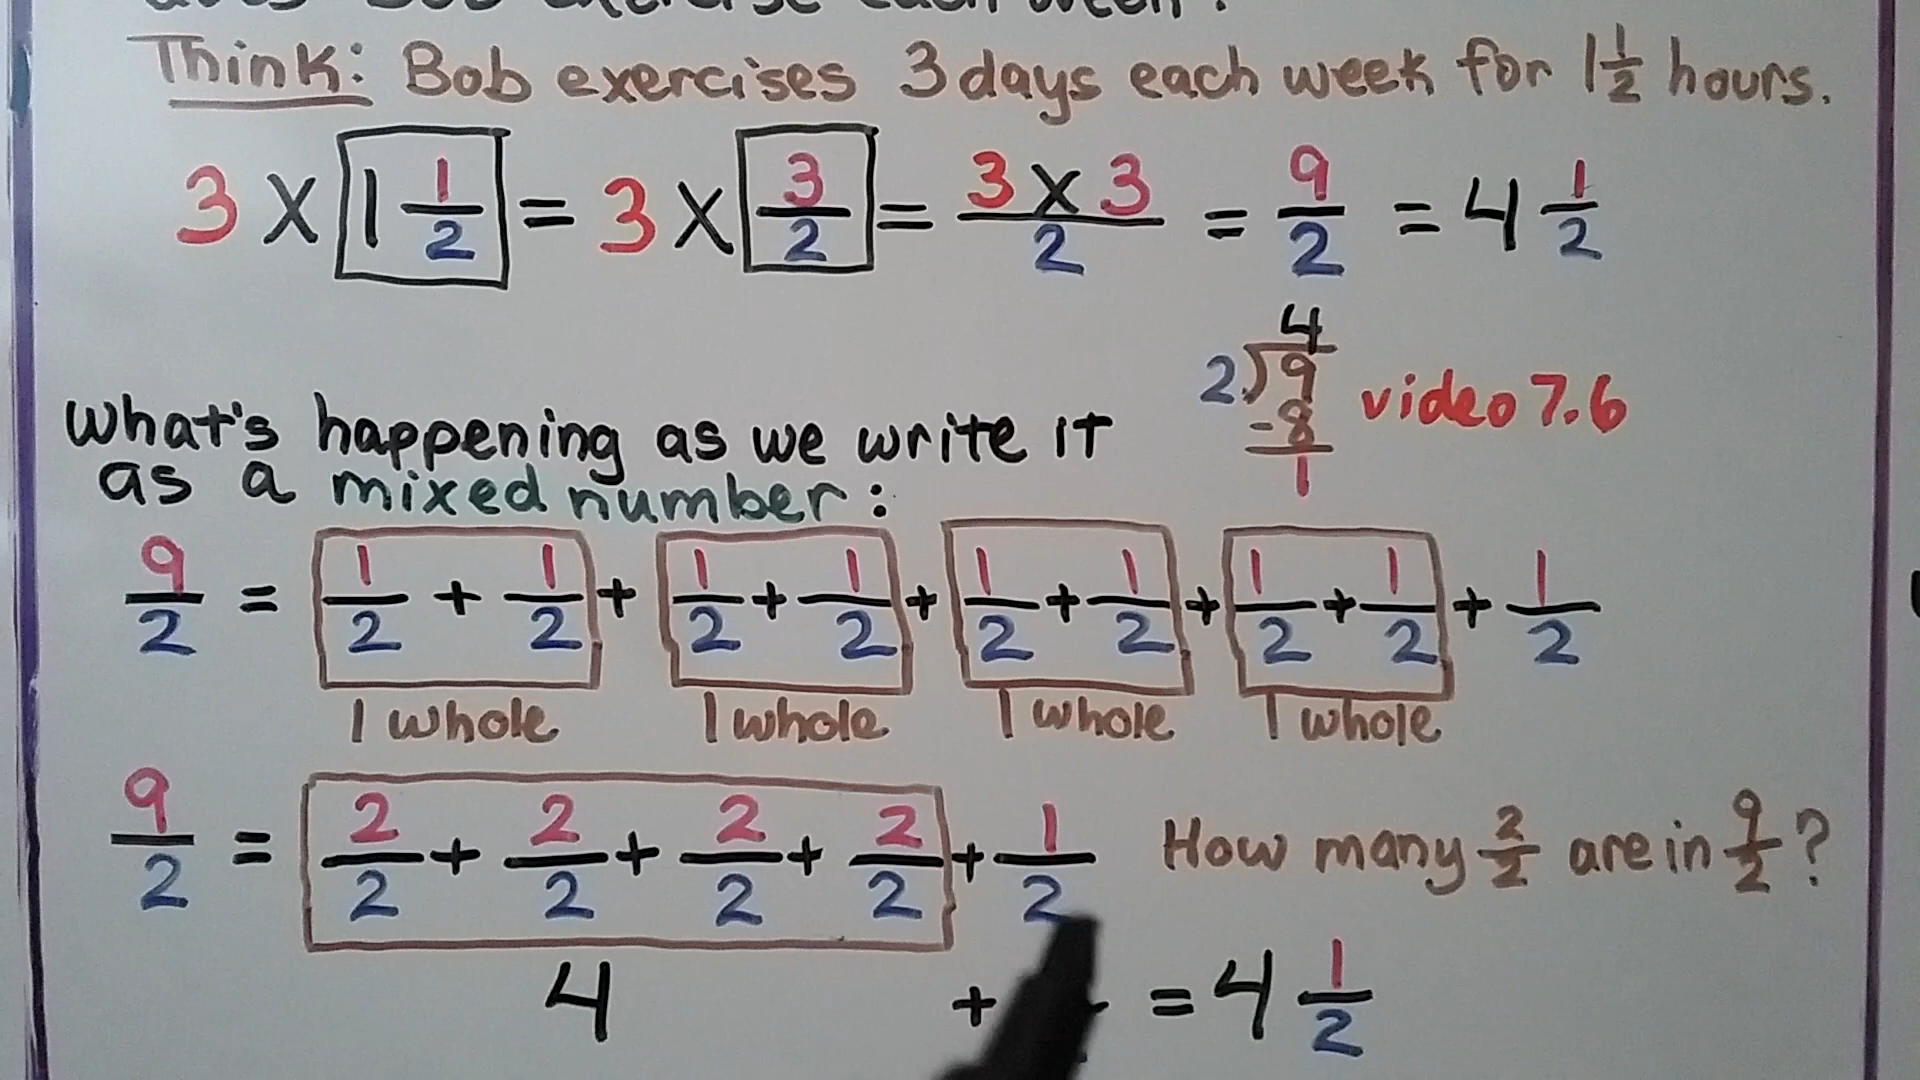 Bob exercise each week?
Think: Bob exercises 3 days each week for 1 1/2 hours.
3 X 1 1/2 = 3 X 3/2 = 3 X 3/2 = 9/2 = 4 1/2
4
2)9
-8
1
video 7.6
What's happening as we write it
as a mixed number:
9/2 = 1/2 + 1/2 + 1/2 + 1/2 + 1/2 + 1/2 + 1/2 + 1/2 + 1/2
1 whole 1 whole 1 whole 1 whole
9/2 = 2/2 + 2/2 + 2/2 + 2/2 + 1/2 How many 2/2 are in 9/2?
4 + = 4 1/2